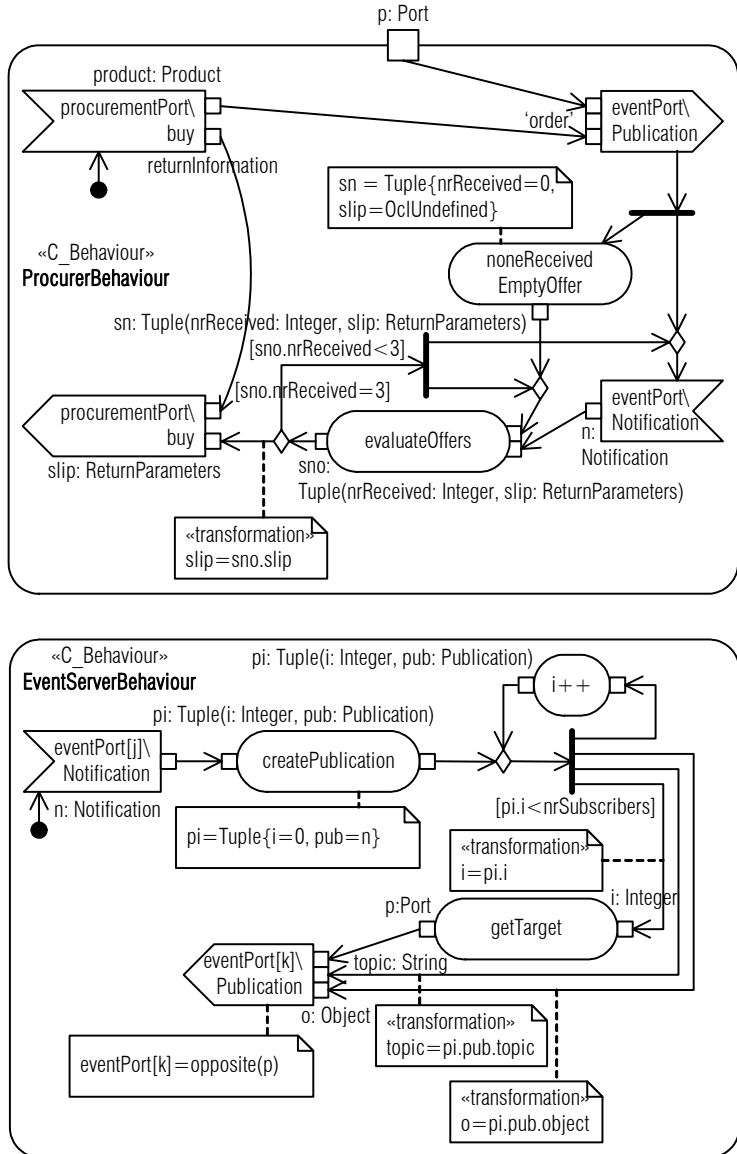 p: Port
product: Product
procurementPort\
buy
returnInformation
‘order’
eventPort\
Publication
sn = Tuple{nrReceived=0,
slip=OclUndefined}
«C_Behaviour»
ProcurerBehaviour
noneReceived
EmptyOffer
sn: Tuple(nrReceived: Integer, slip: ReturnParameters)
[sno.nrReceived<3]
[sno.nrReceived=3]
procurementPort\
buy
slip: ReturnParameters
evaluateOffers
eventPort\
Notification
n:
Notification
sno:
Tuple(nrReceived: Integer, slip: ReturnParameters)
«transformation»
slip=sno.slip
«C_Behaviour»
EventServerBehaviour
pi: Tuple(i: Integer, pub: Publication)
i++
pi: Tuple(i: Integer, pub: Publication)
eventPort[j]\
Notification
n: Notification
createPublication
[pi.i<nrSubscribers]
pi=Tuple{i=0, pub=n}
«transformation»
i=pi.i
p:Port
i: Integer
getTarget
eventPort[k]\
Publication
topic: String
o: Object
«transformation»
topic=pi.pub.topic
eventPort[k]=opposite(p)
«transformation»
o=pi.pub.object